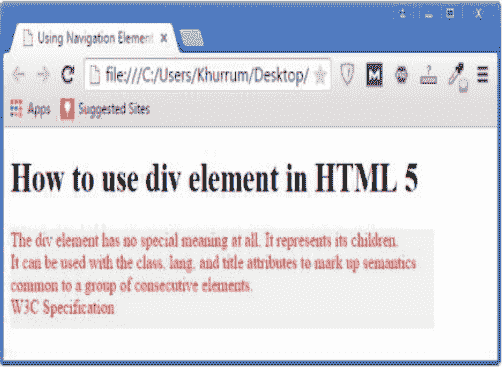 Using Navigation Element
file:///C:/Users/Khurrum/Desktop/
Apps Suggested Sites
How to use div element in HTML 5
The div element has no special meaning at all. It represents its children.
It can be used with the class, lang, and title attributes to mark up semantics
common to a group of consecutive elements.
W3C Specification